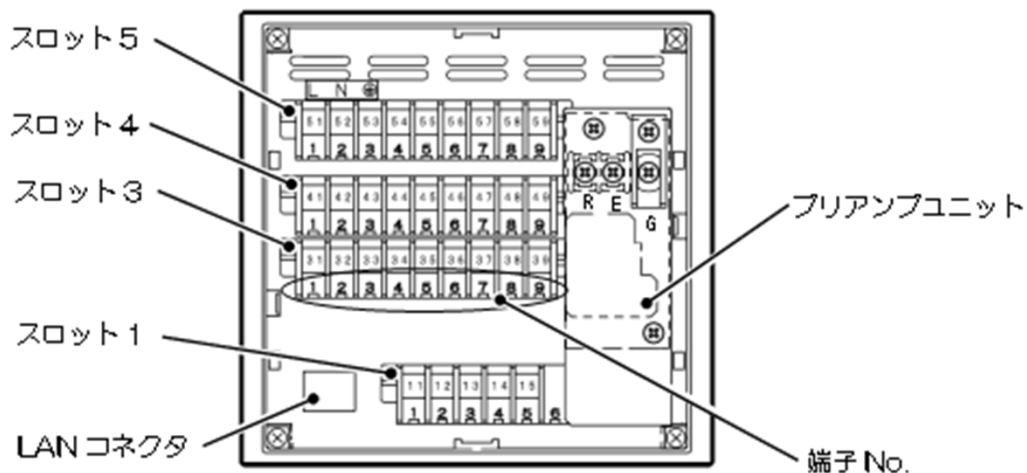 スロット5
L N
51 52 53 54 55 56 57 58 59
1 2 3 4 5 6 7 8 9
スロット4
41 42 43 44 45 46 47 48 49
1 2 3 4 5 6 7 8 9
R E G
スロット3
プリアンプユニット
31 32 33 34 35 36 37 38 39
1 2 3 4 5 6 7 8 9
スロット1
11 12 13 14 15
1 2 3 4 5 6
LANコネクタ
端子No.